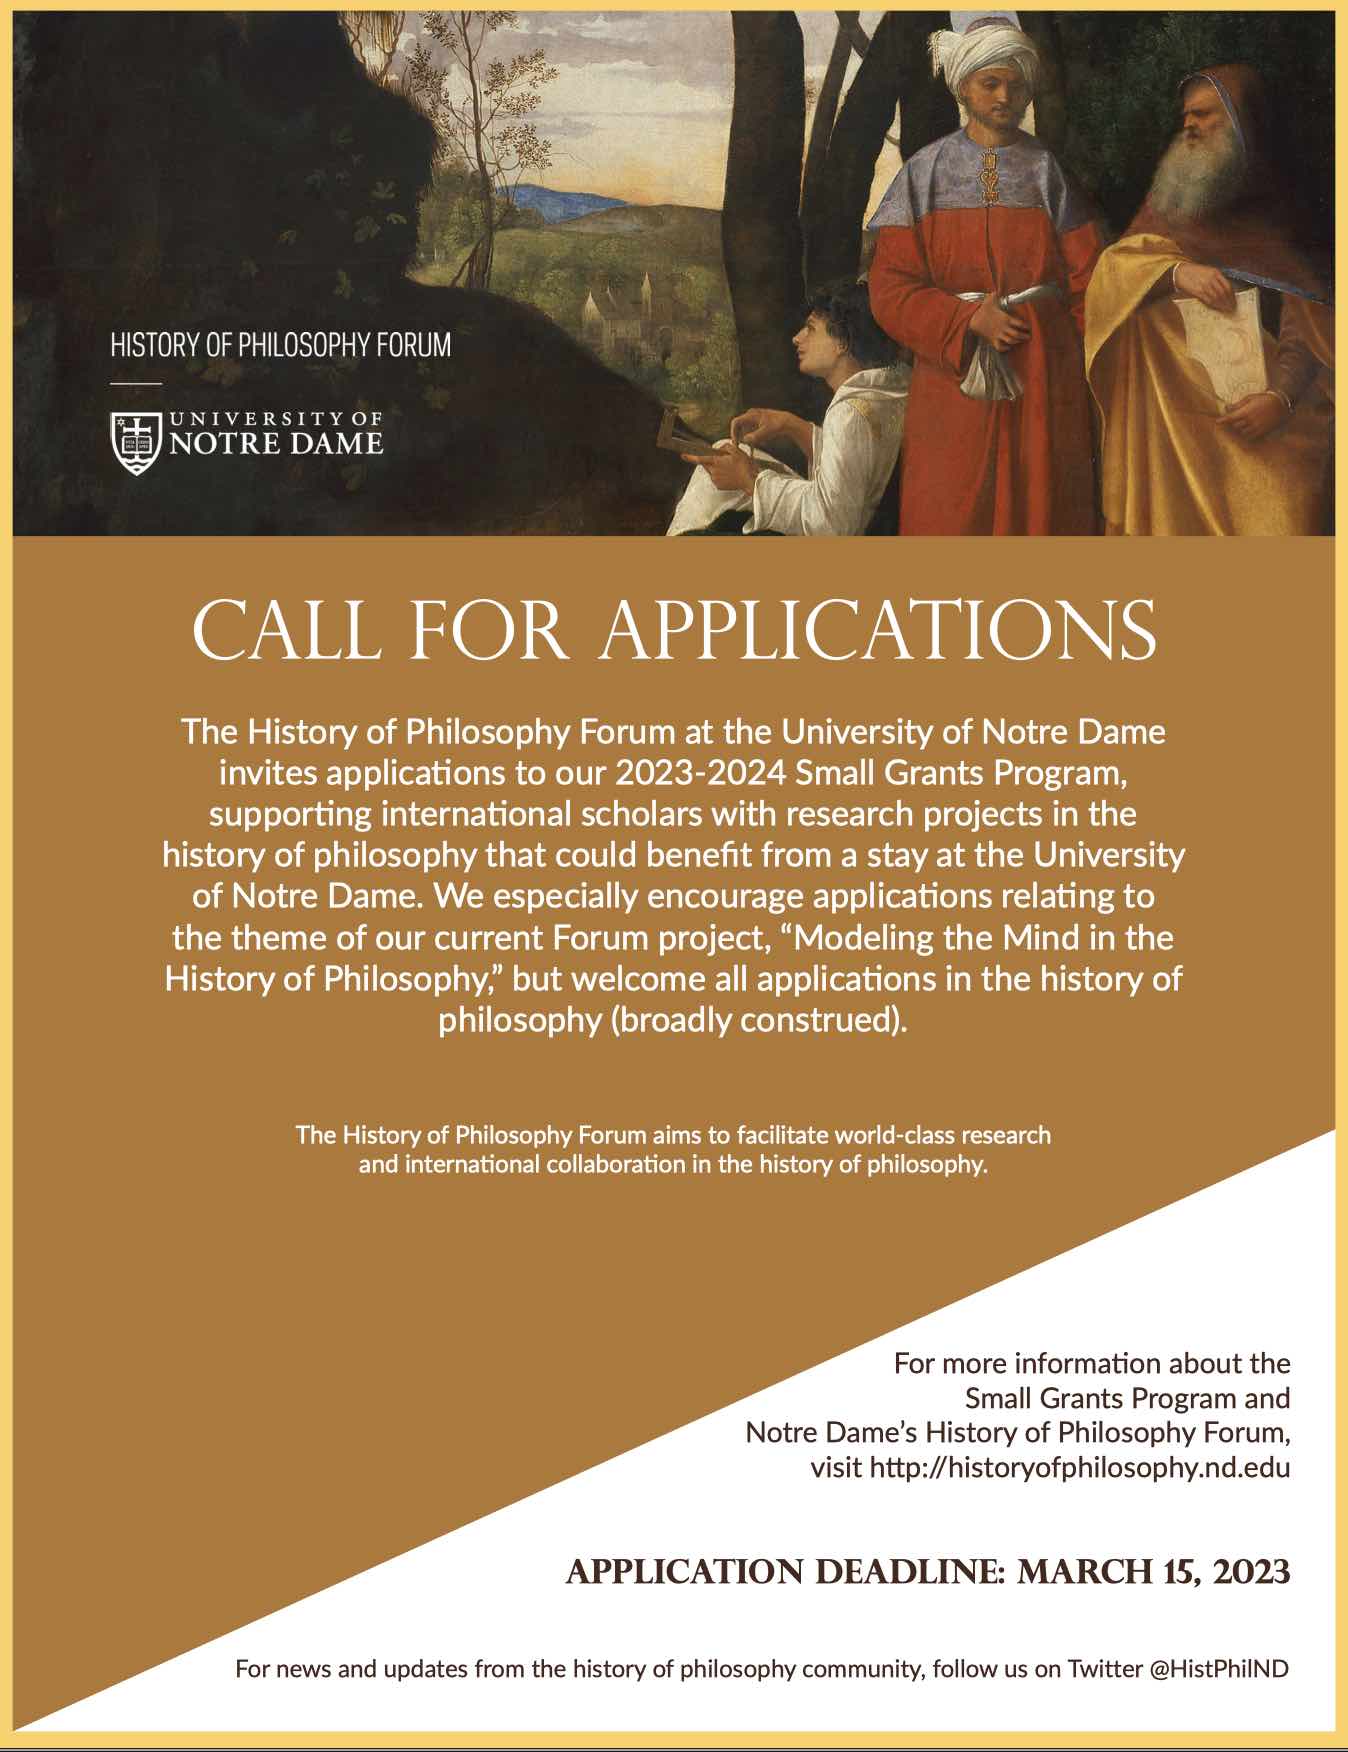 HISTORY OF PHILOSOPHY FORUM
UNIVERSITY OF
NOTRE DAME
CALL FOR APPLICATIONS
The History of Philosophy Forum at the University of Notre Dame
invites applications to our 2023-2024 Small Grants Program,
supporting international scholars with research projects in the
history of philosophy that could benefit from a stay at the University
of Notre Dame. We especially encourage applications relating to
the theme of our current Forum project, “Modeling the Mind in the
History of Philosophy,” but welcome all applications in the history of
philosophy (broadly construed).
The History of Philosophy Forum aims to facilitate world-class research
and international collaboration in the history of philosophy.
For more information about the
Small Grants Program and
Notre Dame’s History of Philosophy Forum,
visit http://historyofphilosophy.nd.edu
APPLICATION DEADLINE: MARCH 15, 2023
For news and updates from the history of philosophy community, follow us on Twitter @HistPhilND